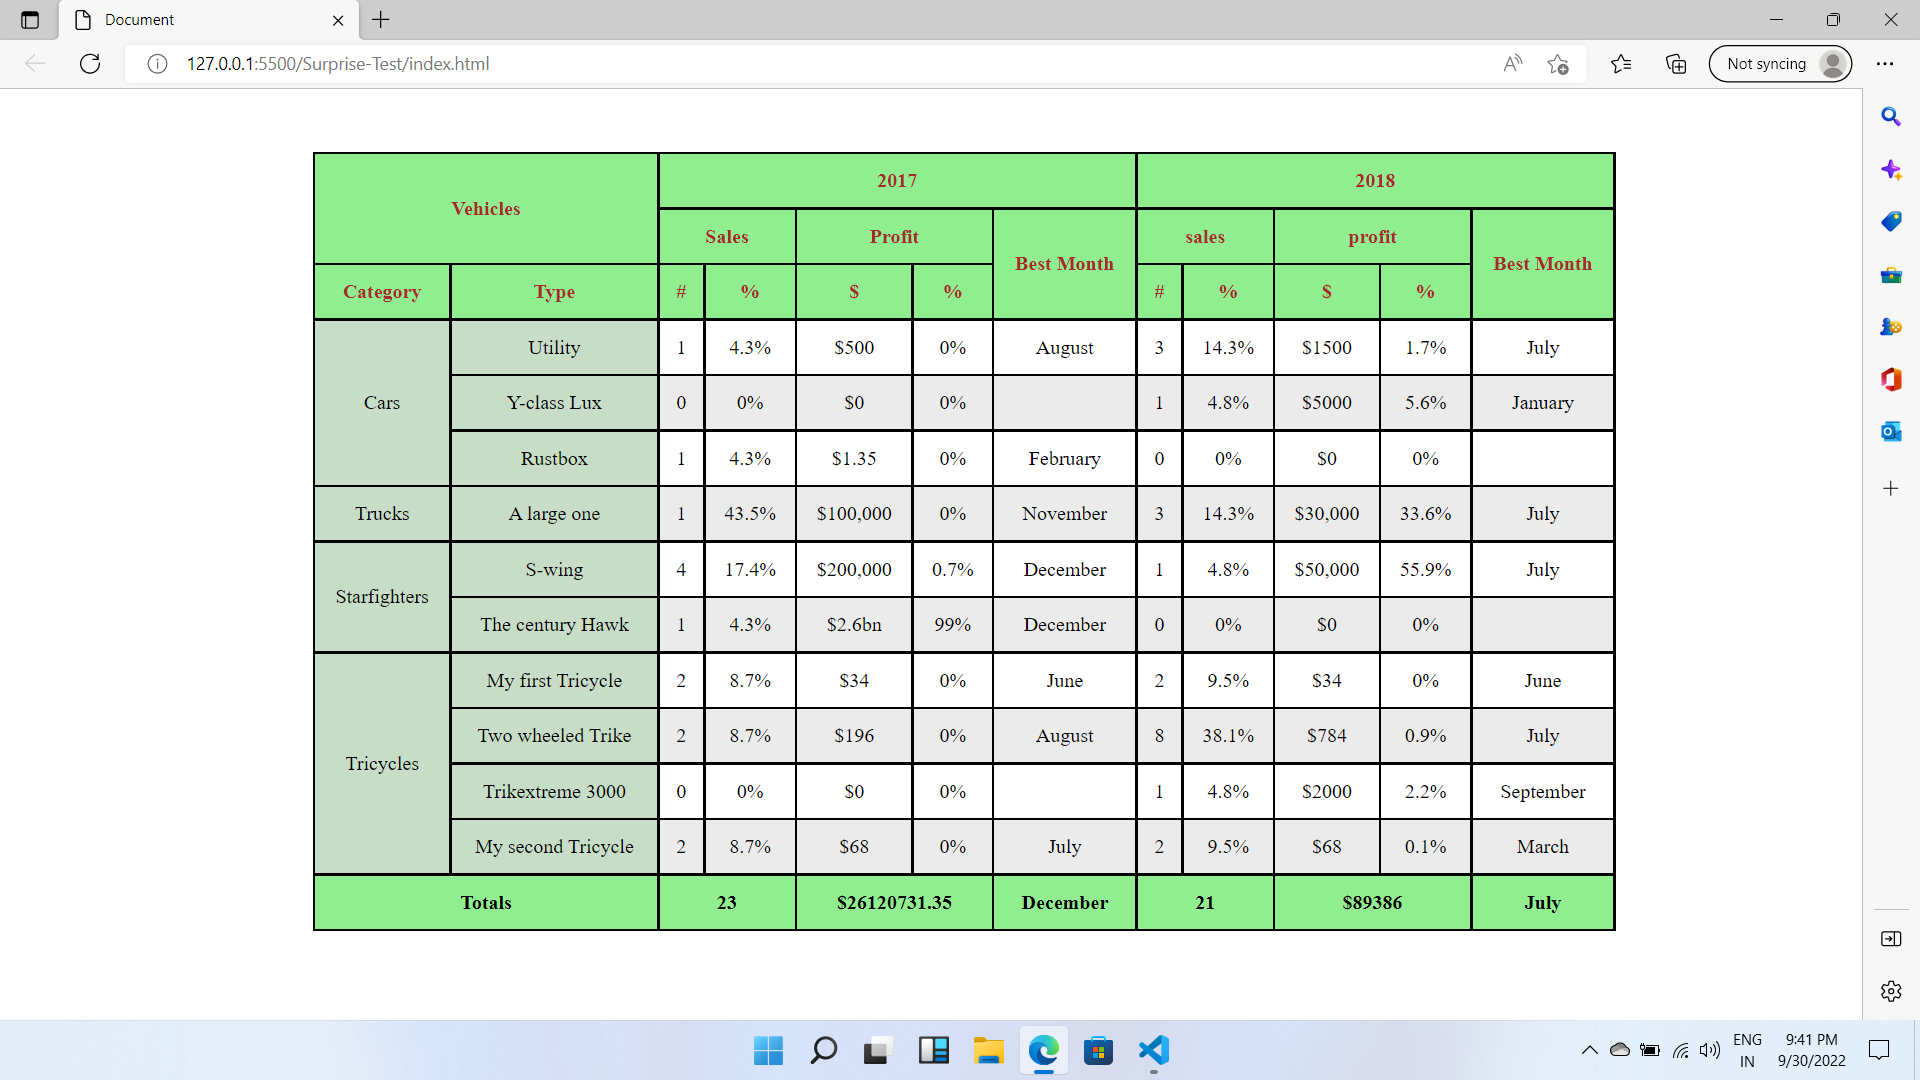 Document
127.0.0.1:5500/Surprise-Test/index.html
Not syncing
Vehicles 2017 2018
Sales Profit Best Month sales profit Best Month
Category Type # % $ % # % $ %
Cars Utility 1 4.3% $500 0% August 3 14.3% $1500 1.7% July
Y-class Lux 0 0% $0 0% 1 4.8% $5000 5.6% January
Rustbox 1 4.3% $1.35 0% February 0 0% $0 0%
Trucks A large one 1 43.5% $100,000 0% November 3 14.3% $30,000 33.6% July
Starfighters S-wing 4 17.4% $200,000 0.7% December 1 4.8% $50,000 55.9% July
The century Hawk 1 4.3% $2.6bn 99% December 0 0% $0 0%
Tricycles My first Tricycle 2 8.7% $34 0% June 2 9.5% $34 0% June
Two wheeled Trike 2 8.7% $196 0% August 8 38.1% $784 0.9% July
Trikextreme 3000 0 0% $0 0% 1 4.8% $2000 2.2% September
My second Tricycle 2 8.7% $68 0% July 2 9.5% $68 0.1% March
Totals 23 $26120731.35 December 21 $89386 July
ENG 9:41 PM
IN 9/30/2022